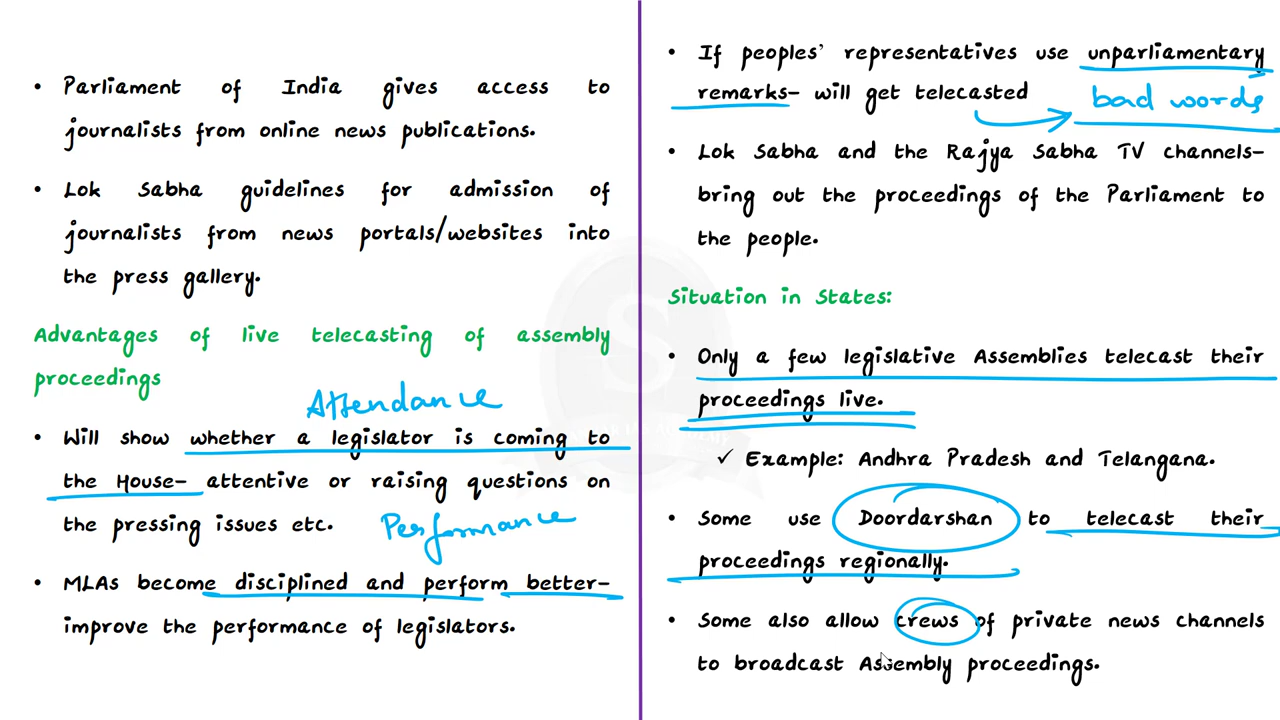 • Parliament of India gives access to
journalists from online news publications.
• Lok Sabha guidelines for admission of
journalists from news portals/websites into
the press gallery.
Advantages of live telecasting of assembly
proceedings
Attendance
• Will show whether a legislator is coming to
the House- attentive or raising questions on
the pressing issues etc.
Performance
• MLAs become disciplined and perform better-
improve the performance of legislators.
• If peoples' representatives use unparliamentary
remarks- will get telecasted
bad words
• Lok Sabha and the Rajya Sabha TV channels-
bring out the proceedings of the Parliament to
the people.
Situation in States:
• Only a few legislative Assemblies telecast their
proceedings live.
✓ Example: Andhra Pradesh and Telangana.
• Some use Doordarshan to telecast their
proceedings regionally.
• Some also allow crews of private news channels
to broadcast Assembly proceedings.